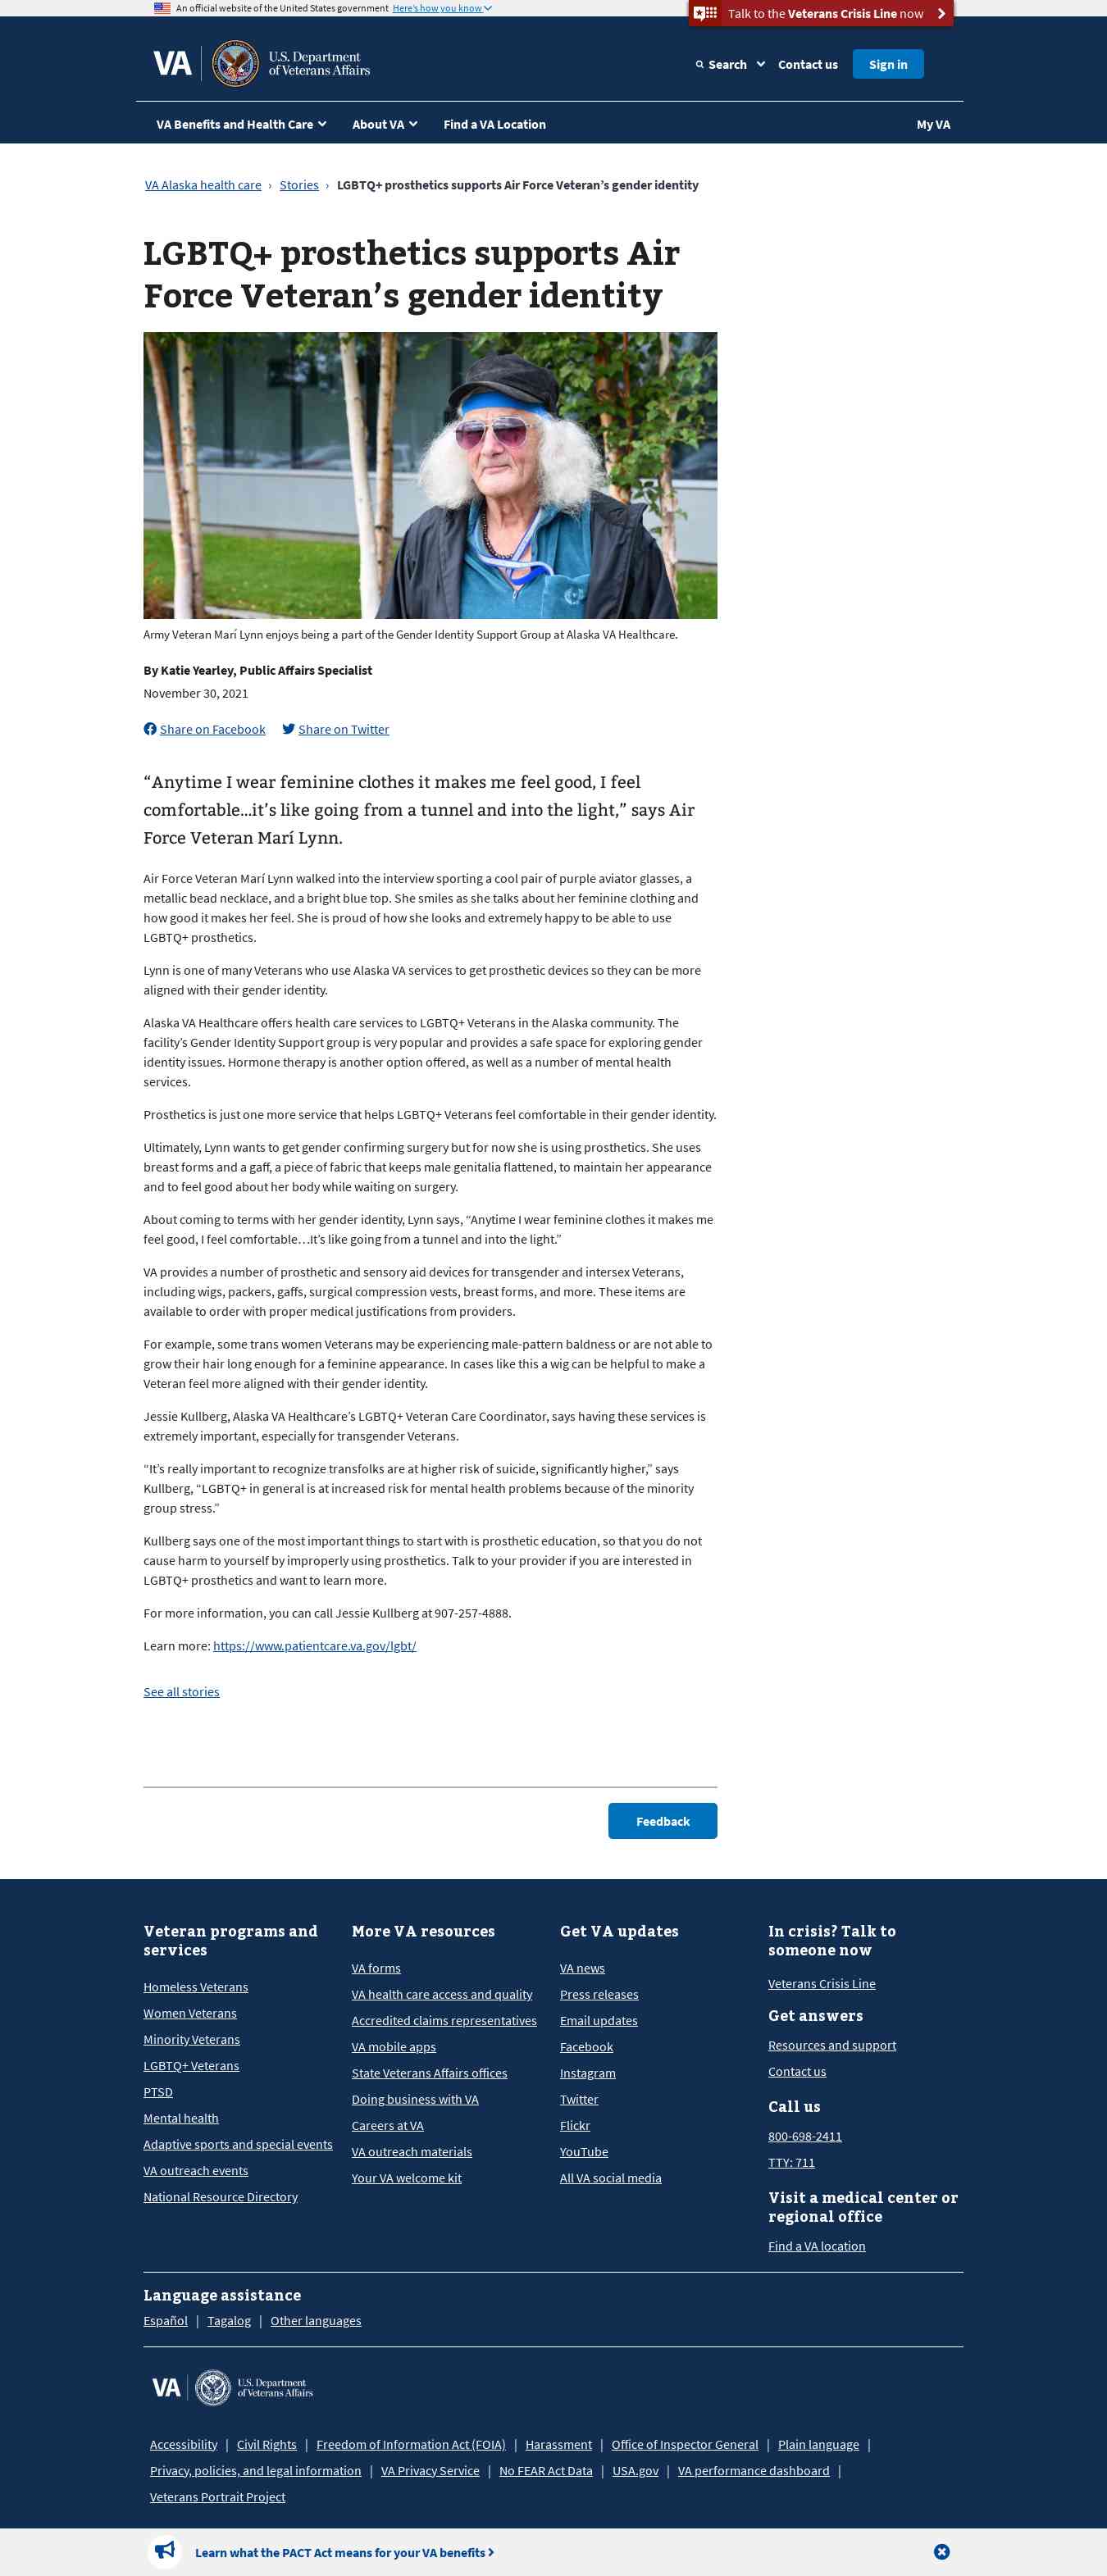 An official website of the United States government Here's how you know
Talk to the Veterans Crisis Line now
VA
U.S. Department
of Veterans Affairs
Search
Contact us
Sign in
VA Benefits and Health Care
About VA
Find a VA Location
My VA
VA Alaska health care › Stories › LGBTQ+ prosthetics supports Air Force Veteran’s gender identity
LGBTQ+ prosthetics supports Air
Force Veteran’s gender identity
Army Veteran Marí Lynn enjoys being a part of the Gender Identity Support Group at Alaska VA Healthcare.
By Katie Yearley, Public Affairs Specialist
November 30, 2021
Share on Facebook
Share on Twitter
“Anytime I wear feminine clothes it makes me feel good, I feel
comfortable…it’s like going from a tunnel and into the light,” says Air
Force Veteran Marí Lynn.
Air Force Veteran Marí Lynn walked into the interview sporting a cool pair of purple aviator glasses, a
metallic bead necklace, and a bright blue top. She smiles as she talks about her feminine clothing and
how good it makes her feel. She is proud of how she looks and extremely happy to be able to use
LGBTQ+ prosthetics.
Lynn is one of many Veterans who use Alaska VA services to get prosthetic devices so they can be more
aligned with their gender identity.
Alaska VA Healthcare offers health care services to LGBTQ+ Veterans in the Alaska community. The
facility’s Gender Identity Support group is very popular and provides a safe space for exploring gender
identity issues. Hormone therapy is another option offered, as well as a number of mental health
services.
Prosthetics is just one more service that helps LGBTQ+ Veterans feel comfortable in their gender identity.
Ultimately, Lynn wants to get gender confirming surgery but for now she is using prosthetics. She uses
breast forms and a gaff, a piece of fabric that keeps male genitalia flattened, to maintain her appearance
and to feel good about her body while waiting on surgery.
About coming to terms with her gender identity, Lynn says, “Anytime I wear feminine clothes it makes me
feel good, I feel comfortable…It’s like going from a tunnel and into the light.”
VA provides a number of prosthetic and sensory aid devices for transgender and intersex Veterans,
including wigs, packers, gaffs, surgical compression vests, breast forms, and more. These items are
available to order with proper medical justifications from providers.
For example, some trans women Veterans may be experiencing male-pattern baldness or are not able to
grow their hair long enough for a feminine appearance. In cases like this a wig can be helpful to make a
Veteran feel more aligned with their gender identity.
Jessie Kullberg, Alaska VA Healthcare’s LGBTQ+ Veteran Care Coordinator, says having these services is
extremely important, especially for transgender Veterans.
“It’s really important to recognize transfolks are at higher risk of suicide, significantly higher,” says
Kullberg, “LGBTQ+ in general is at increased risk for mental health problems because of the minority
group stress.”
Kullberg says one of the most important things to start with is prosthetic education, so that you do not
cause harm to yourself by improperly using prosthetics. Talk to your provider if you are interested in
LGBTQ+ prosthetics and want to learn more.
For more information, you can call Jessie Kullberg at 907-257-4888.
Learn more: https://www.patientcare.va.gov/lgbt/
See all stories
Feedback
Veteran programs and
services
Homeless Veterans
Women Veterans
Minority Veterans
LGBTQ+ Veterans
PTSD
Mental health
Adaptive sports and special events
VA outreach events
National Resource Directory
More VA resources
VA forms
VA health care access and quality
Accredited claims representatives
VA mobile apps
State Veterans Affairs offices
Doing business with VA
Careers at VA
VA outreach materials
Your VA welcome kit
Get VA updates
VA news
Press releases
Email updates
Facebook
Instagram
Twitter
Flickr
YouTube
All VA social media
In crisis? Talk to
someone now
Veterans Crisis Line
Get answers
Resources and support
Contact us
Call us
800-698-2411
TTY: 711
Visit a medical center or
regional office
Find a VA location
Language assistance
Español | Tagalog | Other languages
VA
U.S. Department
of Veterans Affairs
Accessibility | Civil Rights | Freedom of Information Act (FOIA) | Harassment | Office of Inspector General | Plain language |
Privacy, policies, and legal information | VA Privacy Service | No FEAR Act Data | USA.gov | VA performance dashboard |
Veterans Portrait Project
Learn what the PACT Act means for your VA benefits